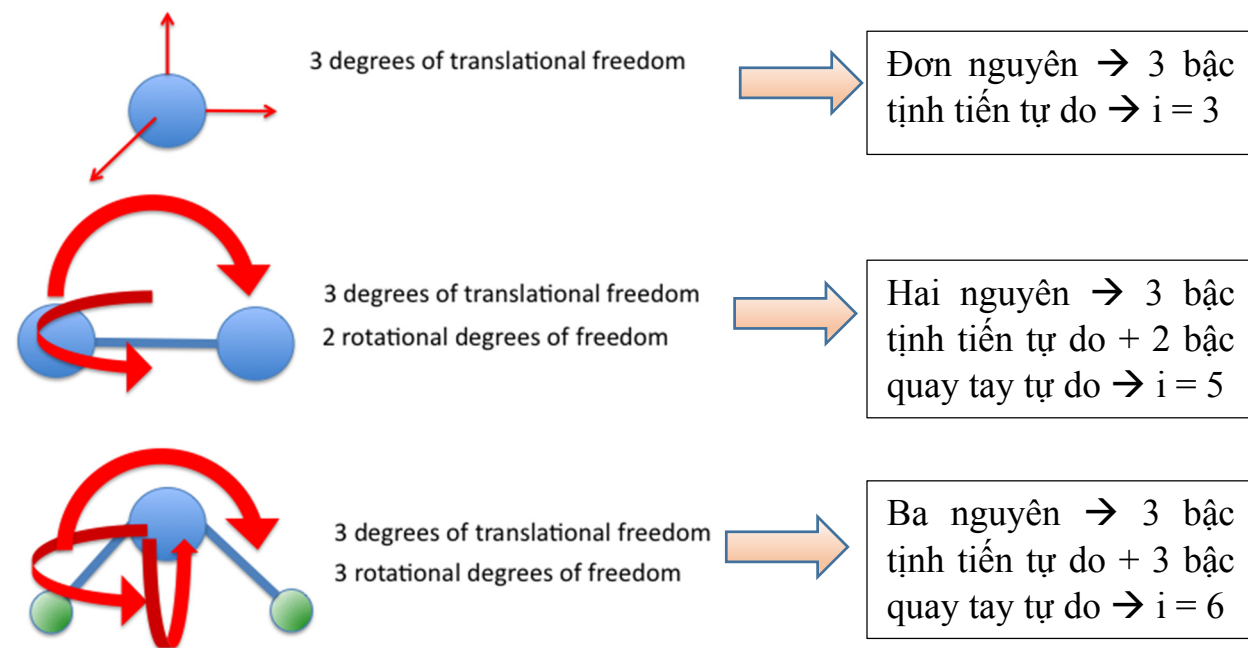 3 degrees of translational freedom
Đơn nguyên → 3 bậc
tịnh tiến tự do → i = 3
3 degrees of translational freedom
2 rotational degrees of freedom
Hai nguyên → 3 bậc
tịnh tiến tự do + 2 bậc
quay tay tự do → i = 5
3 degrees of translational freedom
3 rotational degrees of freedom
Ba nguyên → 3 bậc
tịnh tiến tự do + 3 bậc
quay tay tự do → i = 6